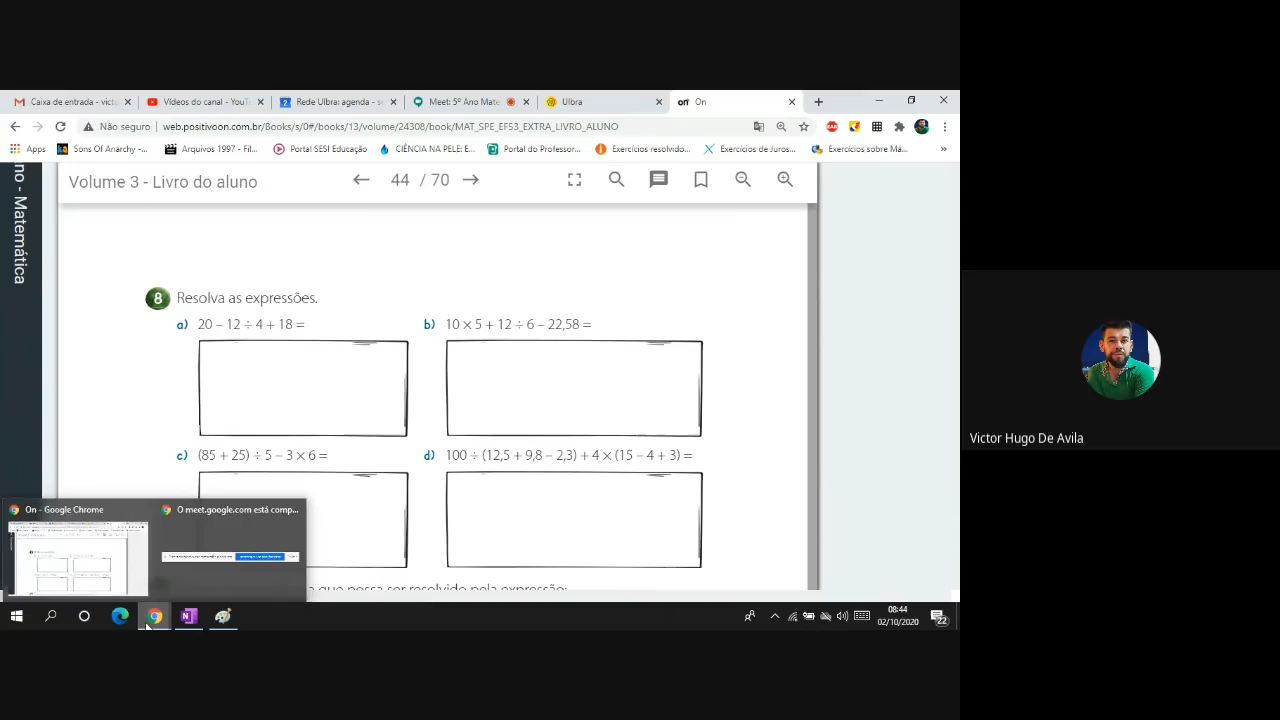 Caixa de entrada - victu
Vídeos do canal - YouT
Rede Ulbra: agenda - s
Meet: 5º Ano Mate
Ulbra
On
Não seguro
web.positivoon.com.br/Books/s/0#/books/13/volume/24308/book/MAT_SPE_EF53_EXTRA_LIVRO_ALUNO
Apps
Sons Of Anarchy -...
Arquivos 1997 - Fil...
Portal SESI Educação
CIÊNCIA NA PELE: E...
Portal do Professor...
Exercícios resolvido...
Exercícios de Juros...
Exercícios sobre Má...
»
no - Matemática
Volume 3 - Livro do aluno
44 / 70
8 Resolva as expressões.
a) 20 – 12 ÷ 4 + 18 =
b) 10 × 5 + 12 ÷ 6 – 22,58 =
c) (85 + 25) ÷ 5 – 3 × 6 =
d) 100 ÷ (12,5 + 9,8 – 2,3) + 4 × (15 – 4 + 3) =
que possa ser resolvido pela expressão:
On - Google Chrome
O meet.google.com está comp...
08:44
02/10/2020
22
Victor Hugo De Avila